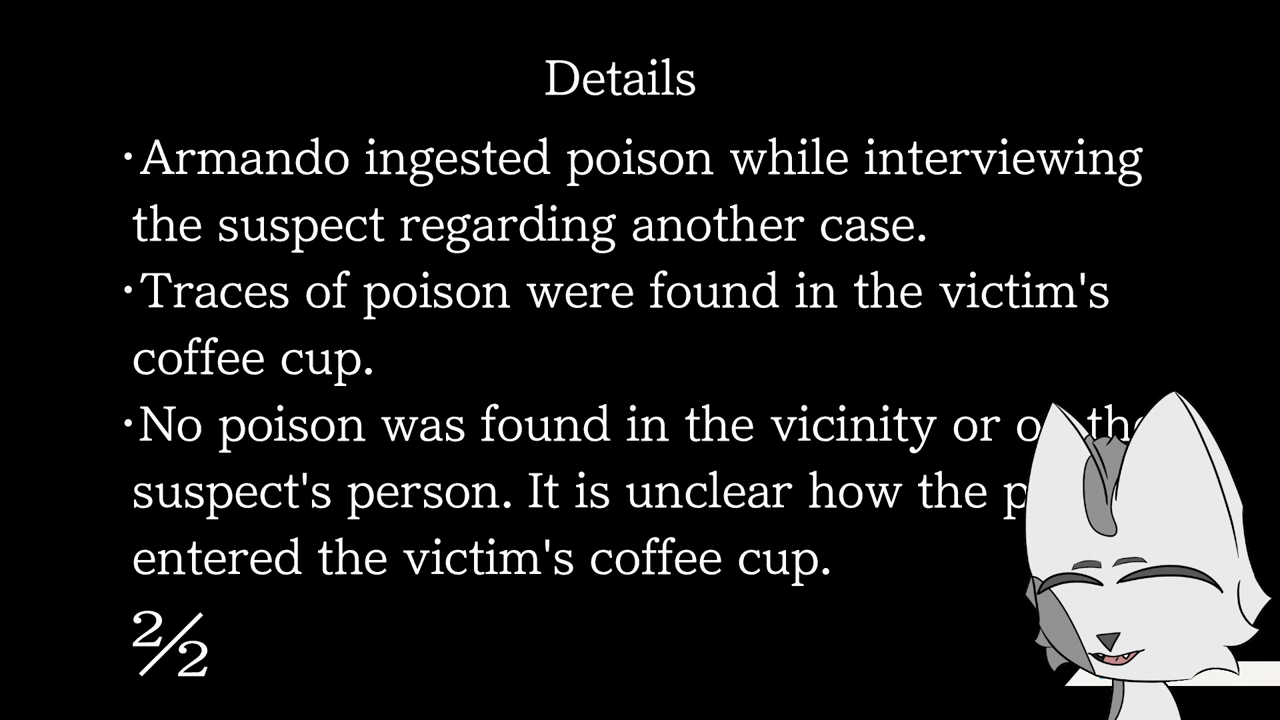 Details
·Armando ingested poison while interviewing
the suspect regarding another case.
·Traces of poison were found in the victim's
coffee cup.
·No poison was found in the vicinity or
suspect's person. It is unclear how the
entered the victim's coffee cup.
2/2